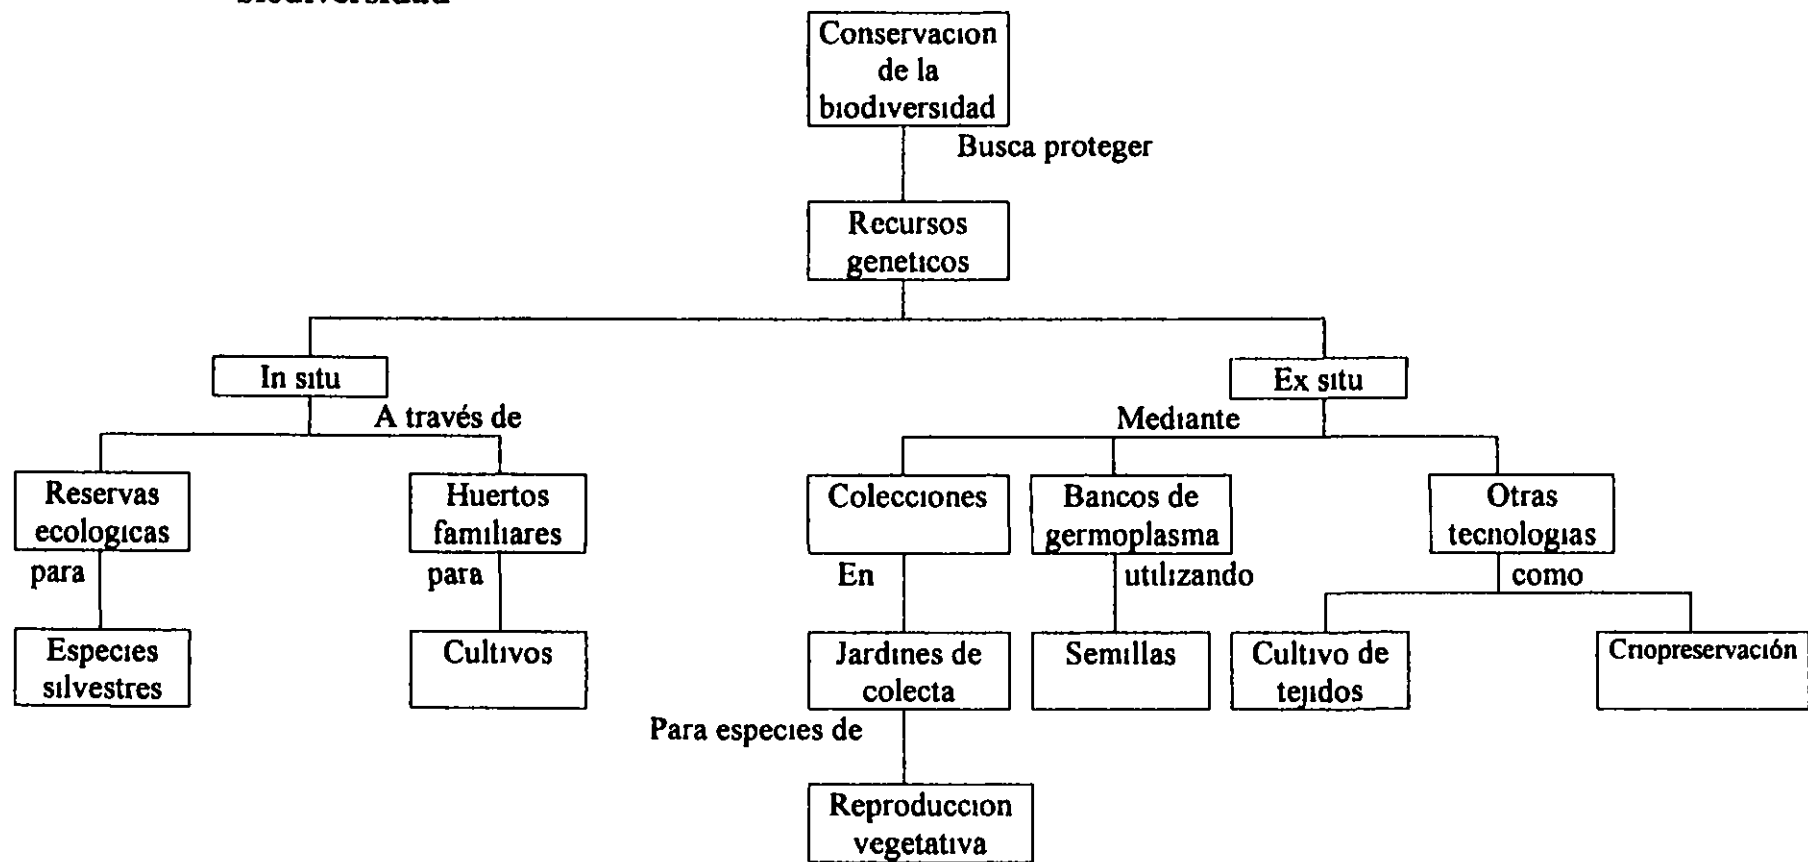 biodiversidad
Conservacion
de la
biodiversidad
Busca proteger
Recursos
geneticos
In situ
Ex situ
A través de
Mediante
Reservas
ecologicas
Huertos
familiares
Colecciones
Bancos de
germoplasma
Otras
tecnologias
para
para
En
utilizando
como
Especies
silvestres
Cultivos
Jardines de
colecta
Semillas
Cultivo de
tejidos
Criopreservación
Para especies de
Reproduccion
vegetativa